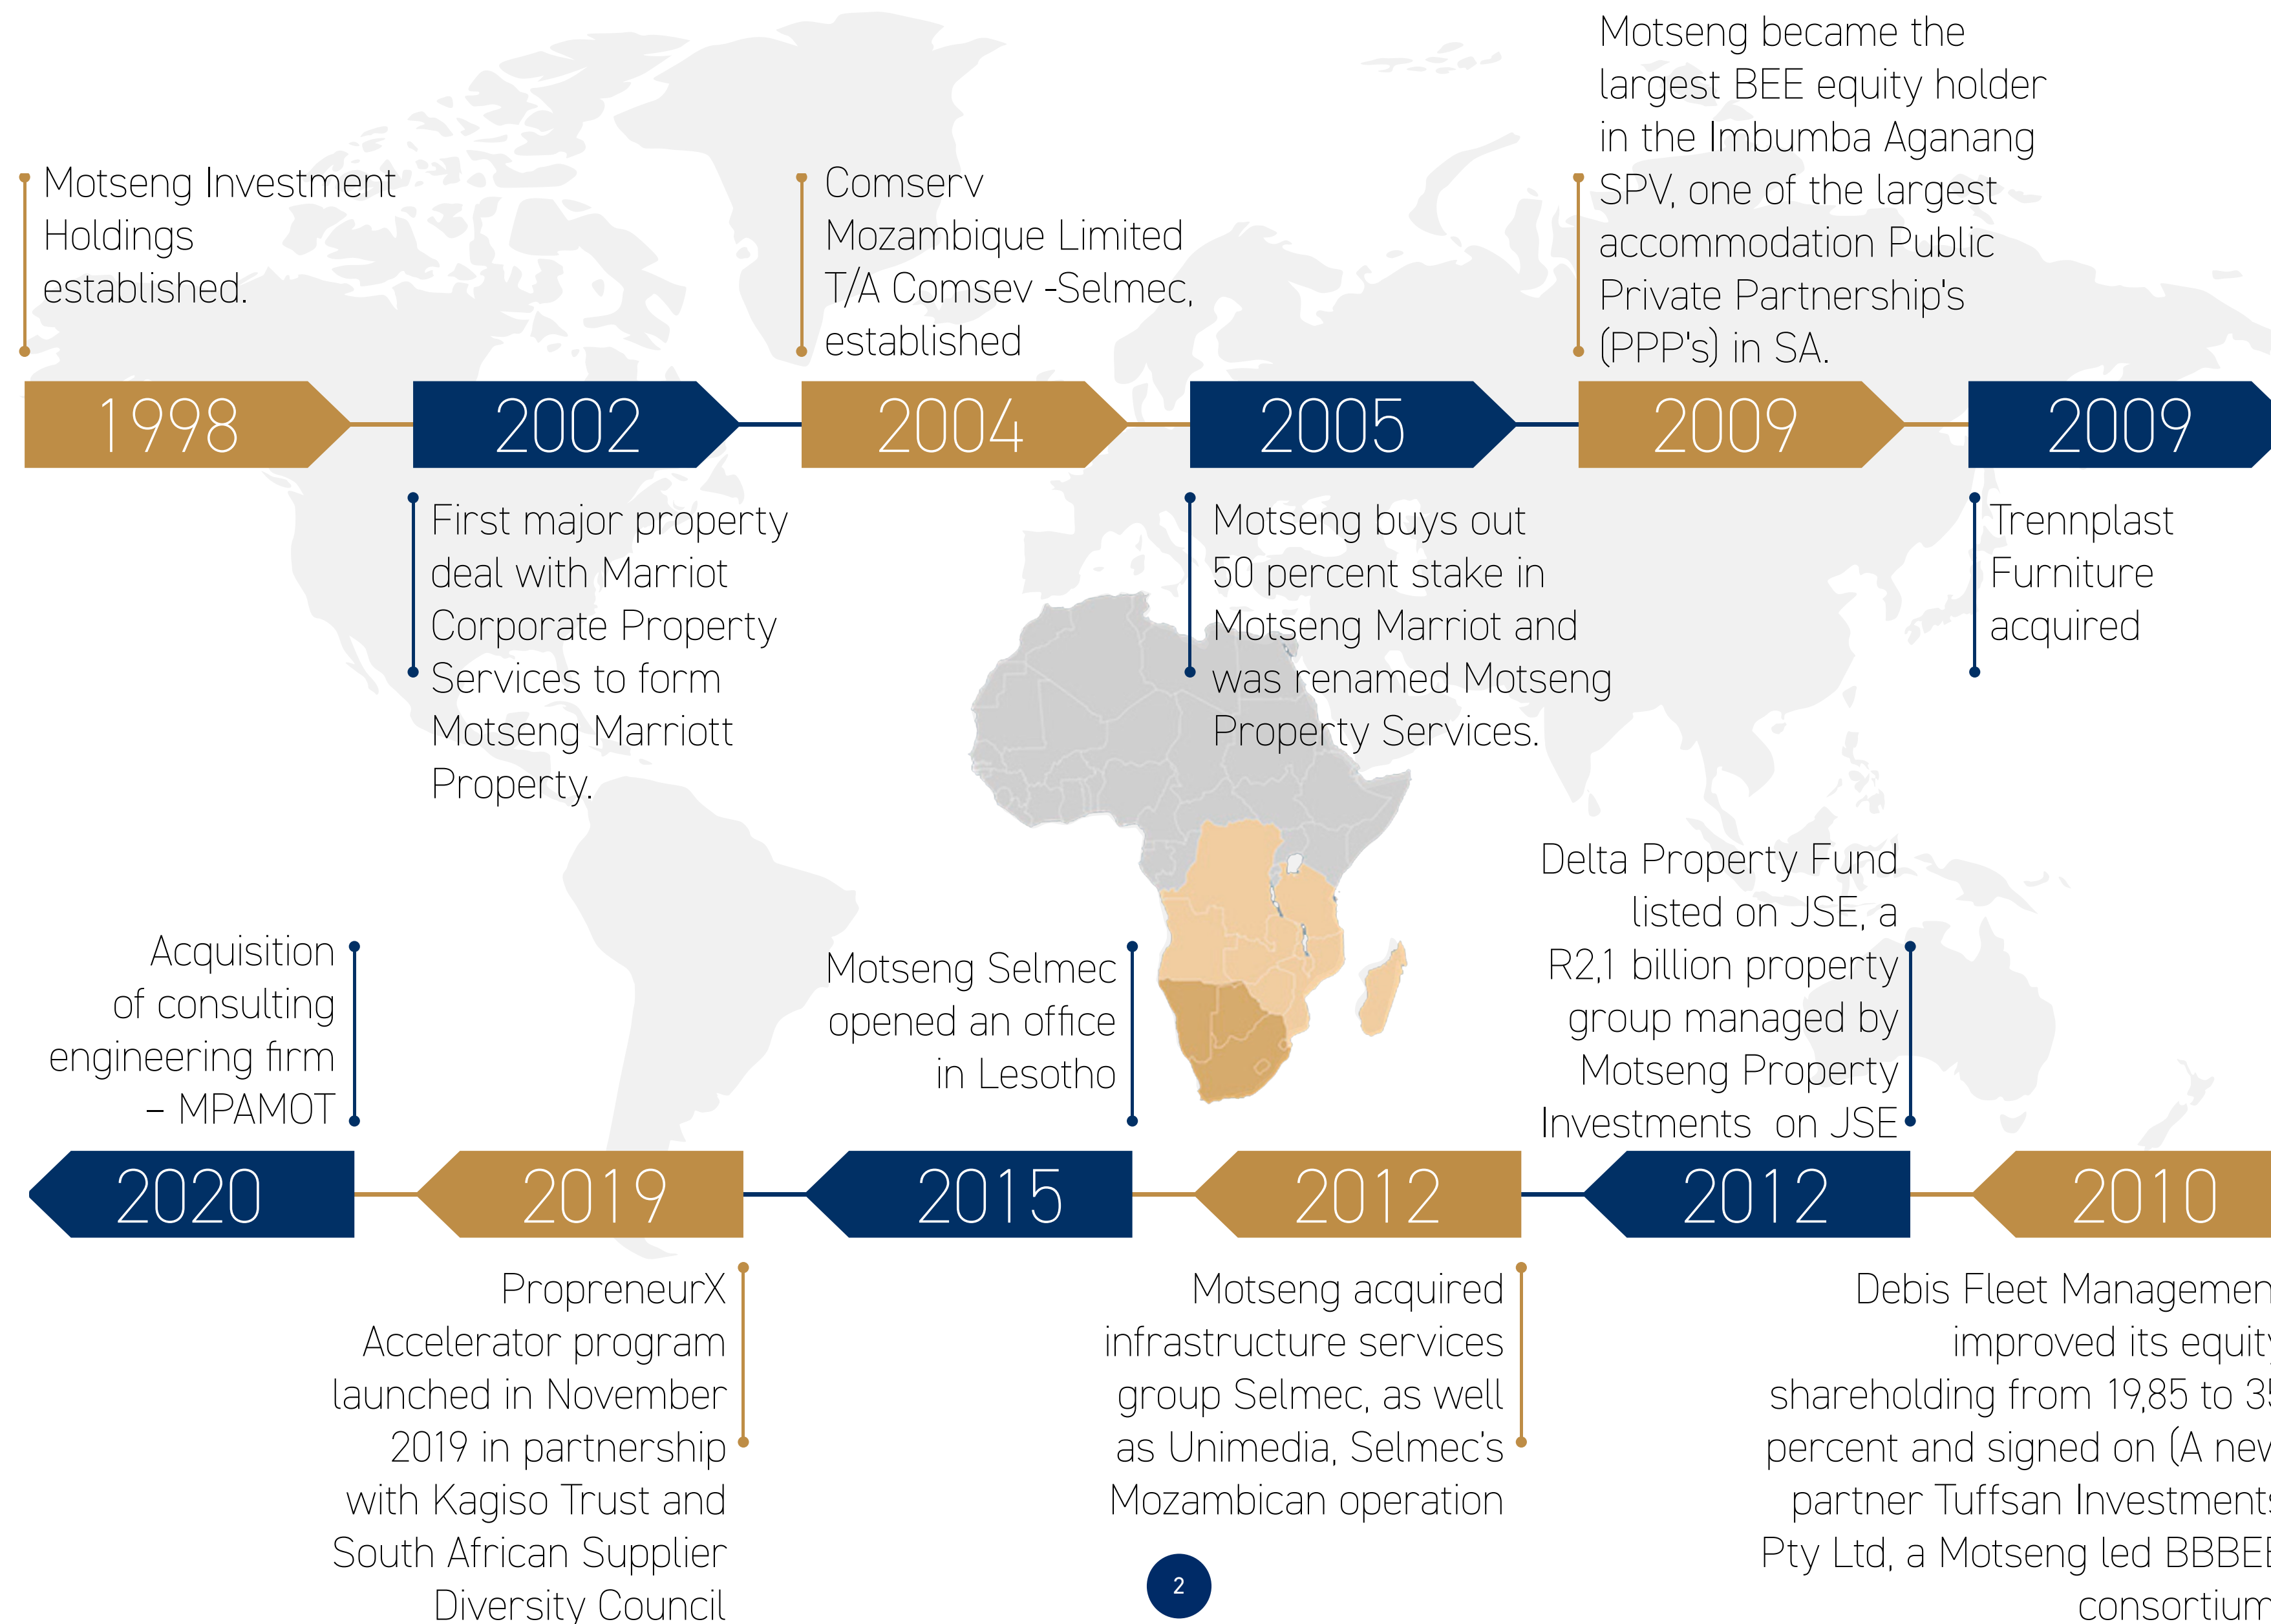 Motseng Investment
Holdings
established.
Comserv
Mozambique Limited
T/A Comsev -Selmec,
established
Motseng became the
largest BEE equity holder
in the Imbumba Aganang
SPV, one of the largest
accommodation Public
Private Partnership's
(PPP's) in SA.
1998
2002
2004
2005
2009
2009
First major property
deal with Marriot
Corporate Property
Services to form
Motseng Marriott
Property.
Motseng buys out
50 percent stake in
Motseng Marriot and
was renamed Motseng
Property Services.
Trennplast
Furniture
acquired
Acquisition
of consulting
engineering firm
– MPAMOT
Motseng Selmec
opened an office
in Lesotho
Delta Property Fund
listed on JSE, a
R2,1 billion property
group managed by
Motseng Property
Investments on JSE
2020
2019
2015
2012
2012
2010
PropreneurX
Accelerator program
launched in November
2019 in partnership
with Kagiso Trust and
South African Supplier
Diversity Council
Motseng acquired
infrastructure services
group Selmec, as well
as Unimedia, Selmec's
Mozambican operation
Debis Fleet Managemen
improved its equity
shareholding from 19,85 to 35
percent and signed on (A new
partner Tuffsan Investments
Pty Ltd, a Motseng led BBBEE
consortium
2